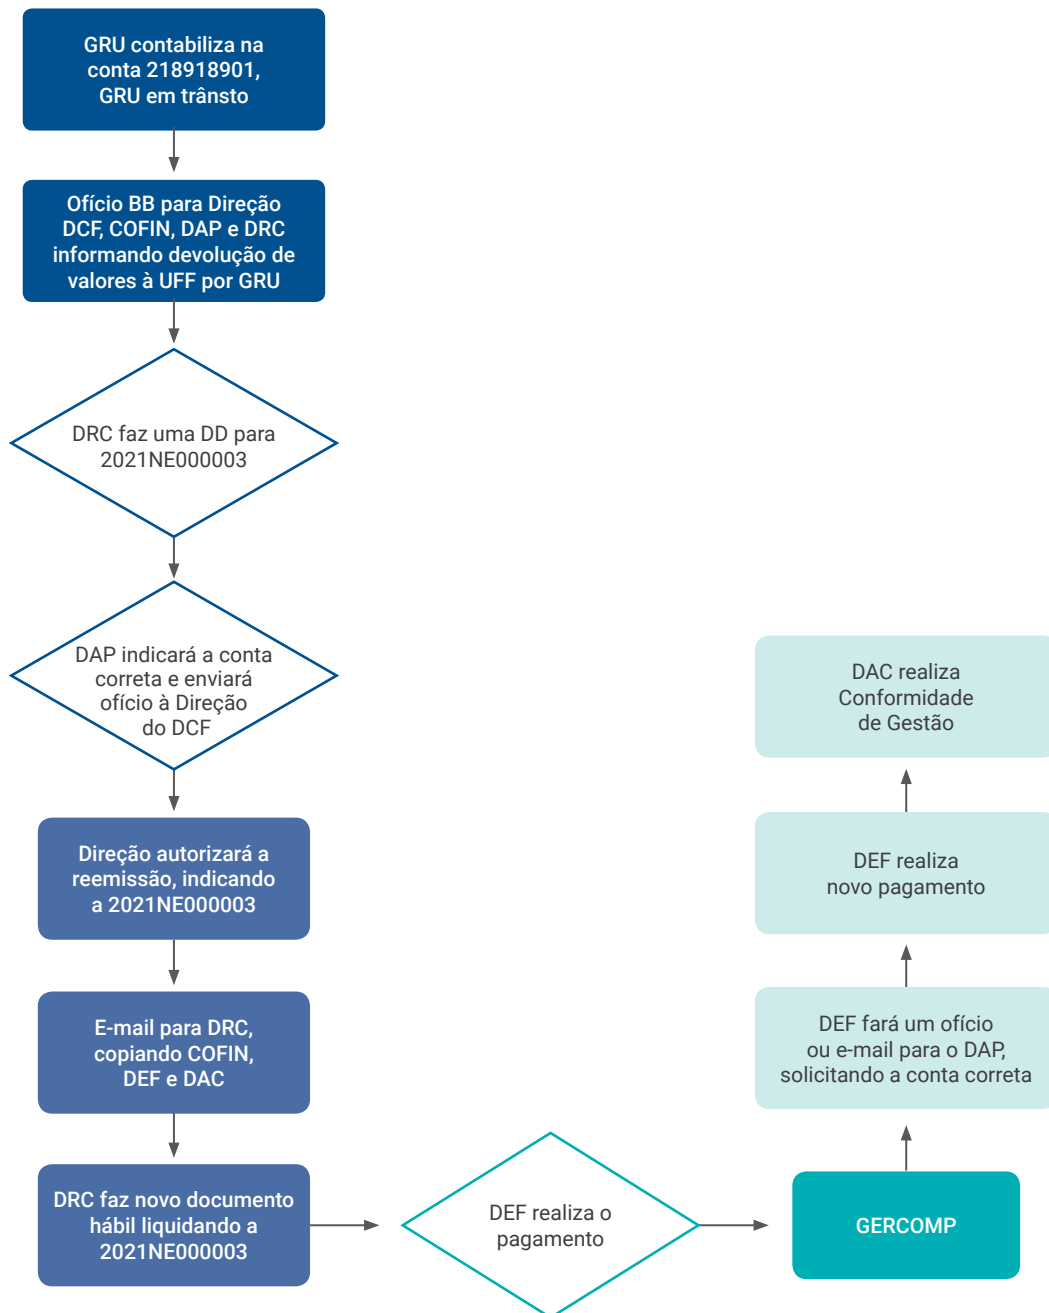 GRU contabiliza na
conta 218918901,
GRU em trânsto
Ofício BB para Direção
DCF, COFIN, DAP e DRC
informando devolução de
valores à UFF por GRU
DRC faz uma DD para
2021NE000003
DAP indicará a conta
correta e enviará
ofício à Direção
do DCF
Direção autorizará a
reemissão, indicando
a 2021NE000003
E-mail para DRC,
copiando COFIN,
DEF e DAC
DRC faz novo documento
hábil liquidando a
2021NE000003
DEF realiza o
pagamento
GERCOMP
DEF fará um ofício
ou e-mail para o DAP,
solicitando a conta correta
DEF realiza
novo pagamento
DAC realiza
Conformidade
de Gestão